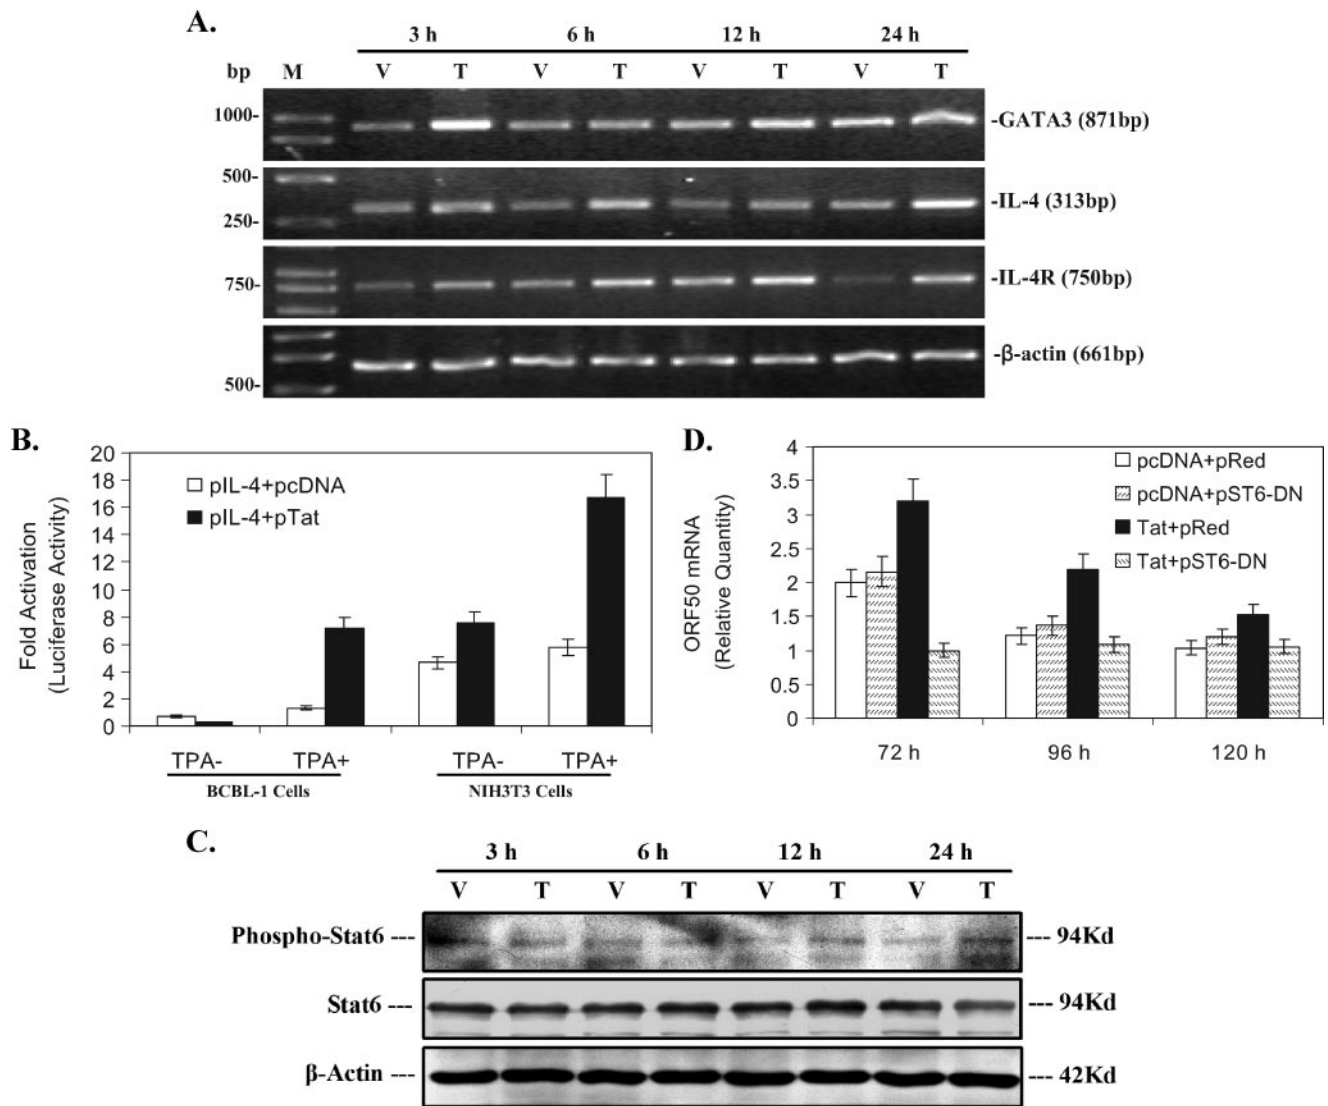 A.
3 h 6 h 12 h 24 h
bp M V T V T V T V T
1000- -GATA3 (871bp)
500-
-IL-4 (313bp)
250-
750- -IL-4R (750bp)
-β-actin (661bp)
500-
B.
20
18
16
14
12
10
8
6
4
2
0
Fold Activation
(Luciferase Activity)
pIL-4+pcDNA
pIL-4+pTat
TPA- TPA+ TPA- TPA+
BCBL-1 Cells NIH3T3 Cells
D.
4
3.5
3
2.5
2
1.5
1
0.5
0
ORF50 mRNA
(Relative Quantity)
pcDNA+pRed
pcDNA+pST6-DN
Tat+pRed
Tat+pST6-DN
72 h 96 h 120 h
C.
3 h 6 h 12 h 24 h
V T V T V T V T
Phospho-Stat6 --- --- 94Kd
Stat6 --- --- 94Kd
β-Actin --- --- 42Kd